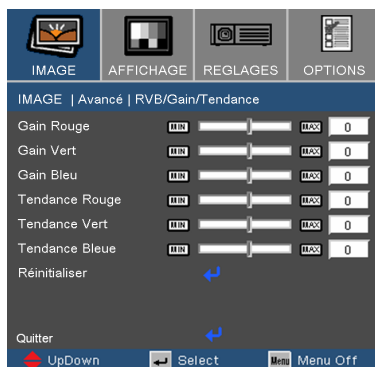 IMAGE AFFICHAGE REGLAGES OPTIONS
IMAGE | Avancé | RVB/Gain/Tendance
Gain Rouge MIN MAX 0
Gain Vert MIN MAX 0
Gain Bleu MIN MAX 0
Tendance Rouge MIN MAX 0
Tendance Vert MIN MAX 0
Tendance Bleue MIN MAX 0
Réinitialiser
Quitter
UpDown Select Menu Menu Off